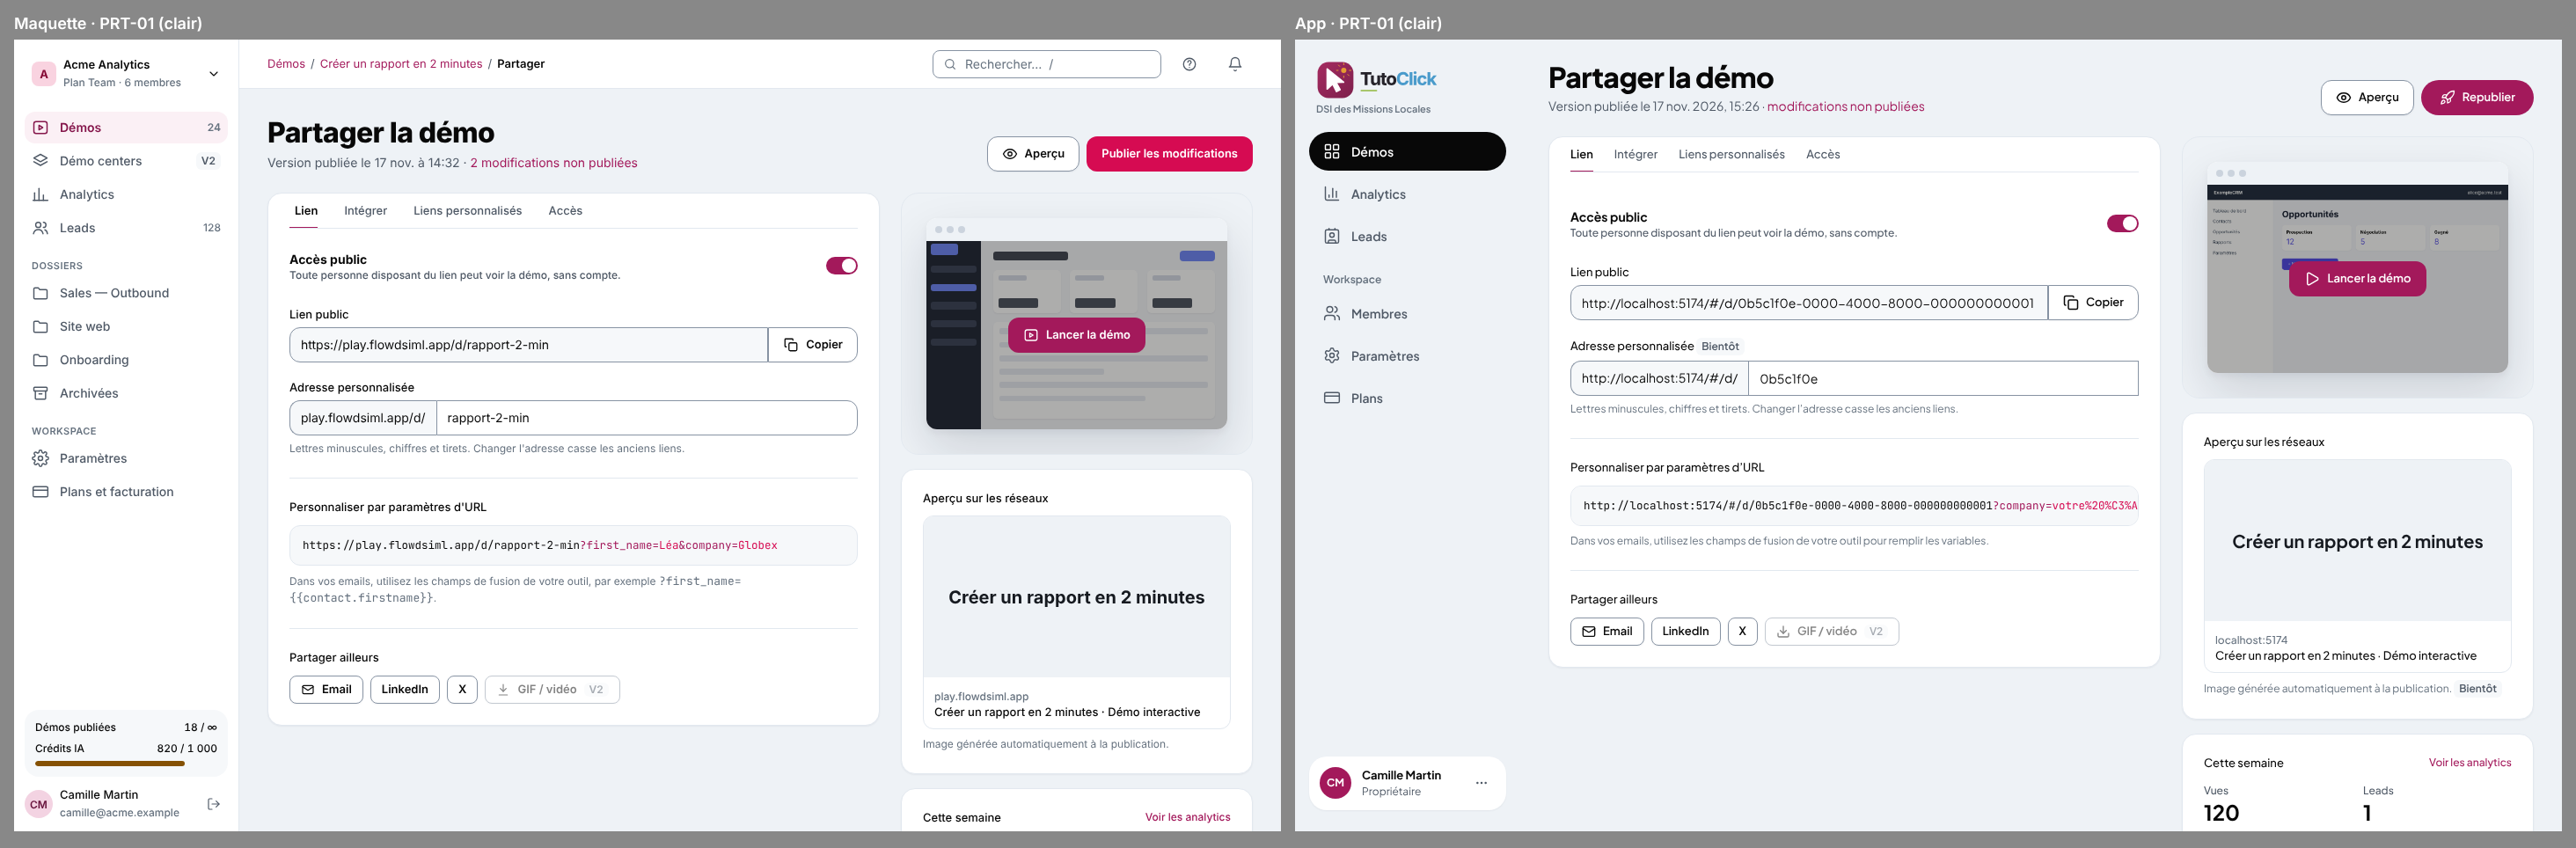 Maquette · PRT-01 (clair)
A
Acme Analytics
Plan Team · 6 membres
Démos
24
Démo centers
V2
Analytics
Leads
128
DOSSIERS
Sales — Outbound
Site web
Onboarding
Archivées
WORKSPACE
Paramètres
Plans et facturation
Démos publiées
18 / ∞
Crédits IA
820 / 1 000
CM
Camille Martin
camille@acme.example
Démos / Créer un rapport en 2 minutes / Partager
Rechercher... /
Partager la démo
Version publiée le 17 nov. à 14:32 · 2 modifications non publiées
Aperçu
Publier les modifications
Lien
Intégrer
Liens personnalisés
Accès
Accès public
Toute personne disposant du lien peut voir la démo, sans compte.
Lien public
https://play.flowdsiml.app/d/rapport-2-min
Copier
Adresse personnalisée
play.flowdsiml.app/d/
rapport-2-min
Lettres minuscules, chiffres et tirets. Changer l'adresse casse les anciens liens.
Personnaliser par paramètres d'URL
https://play.flowdsiml.app/d/rapport-2-min?first_name=Léa&company=Globex
Dans vos emails, utilisez les champs de fusion de votre outil, par exemple ?first_name=
{{contact.firstname}}.
Partager ailleurs
Email
LinkedIn
X
GIF / vidéo
V2
Lancer la démo
Aperçu sur les réseaux
Créer un rapport en 2 minutes
play.flowdsiml.app
Créer un rapport en 2 minutes · Démo interactive
Image générée automatiquement à la publication.
Cette semaine
Voir les analytics
App · PRT-01 (clair)
TutoClick
DSI des Missions Locales
Démos
Analytics
Leads
Workspace
Membres
Paramètres
Plans
CM
Camille Martin
Propriétaire
Partager la démo
Version publiée le 17 nov. 2026, 15:26 · modifications non publiées
Aperçu
Republier
Lien
Intégrer
Liens personnalisés
Accès
Accès public
Toute personne disposant du lien peut voir la démo, sans compte.
Lien public
http://localhost:5174/#/d/0b5c1f0e-0000-4000-8000-000000000001
Copier
Adresse personnalisée
Bientôt
http://localhost:5174/#/d/
0b5c1f0e
Lettres minuscules, chiffres et tirets. Changer l'adresse casse les anciens liens.
Personnaliser par paramètres d'URL
http://localhost:5174/#/d/0b5c1f0e-0000-4000-8000-000000000001?company=votre%20%C3%A
Dans vos emails, utilisez les champs de fusion de votre outil pour remplir les variables.
Partager ailleurs
Email
LinkedIn
X
GIF / vidéo
V2
ExempleCRM
Tableau de bord
Contacts
Opportunités
Rapports
Paramètres
Opportunités
Prospection
12
Négociation
5
Gagné
8
Lancer la démo
Aperçu sur les réseaux
Créer un rapport en 2 minutes
localhost:5174
Créer un rapport en 2 minutes · Démo interactive
Image générée automatiquement à la publication.
Bientôt
Cette semaine
Voir les analytics
Vues
120
Leads
1